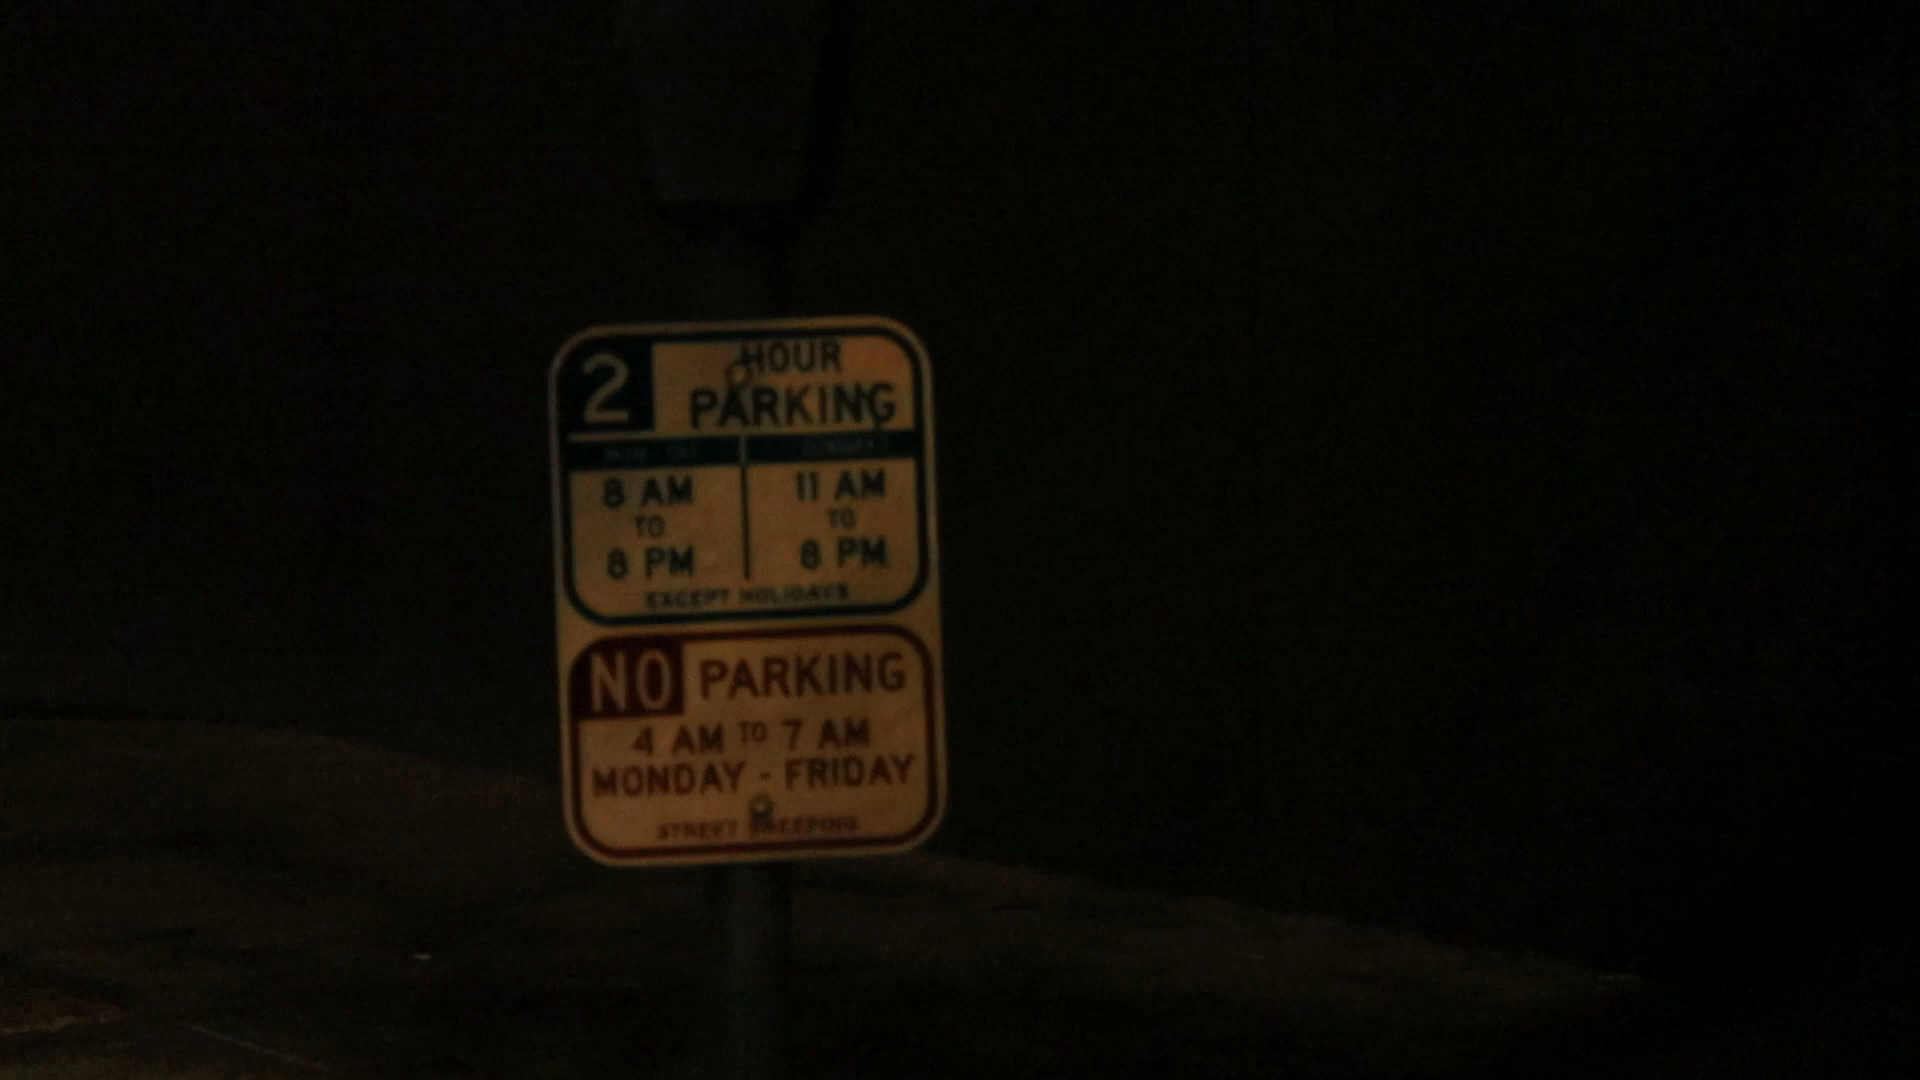 2 HOUR
PARKING
MON - SAT SUNDAY
8 AM 11 AM
TO TO
8 PM 8 PM
EXCEPT HOLIDAYS
NO PARKING
4 AM TO 7 AM
MONDAY - FRIDAY
STREET SWEEPING